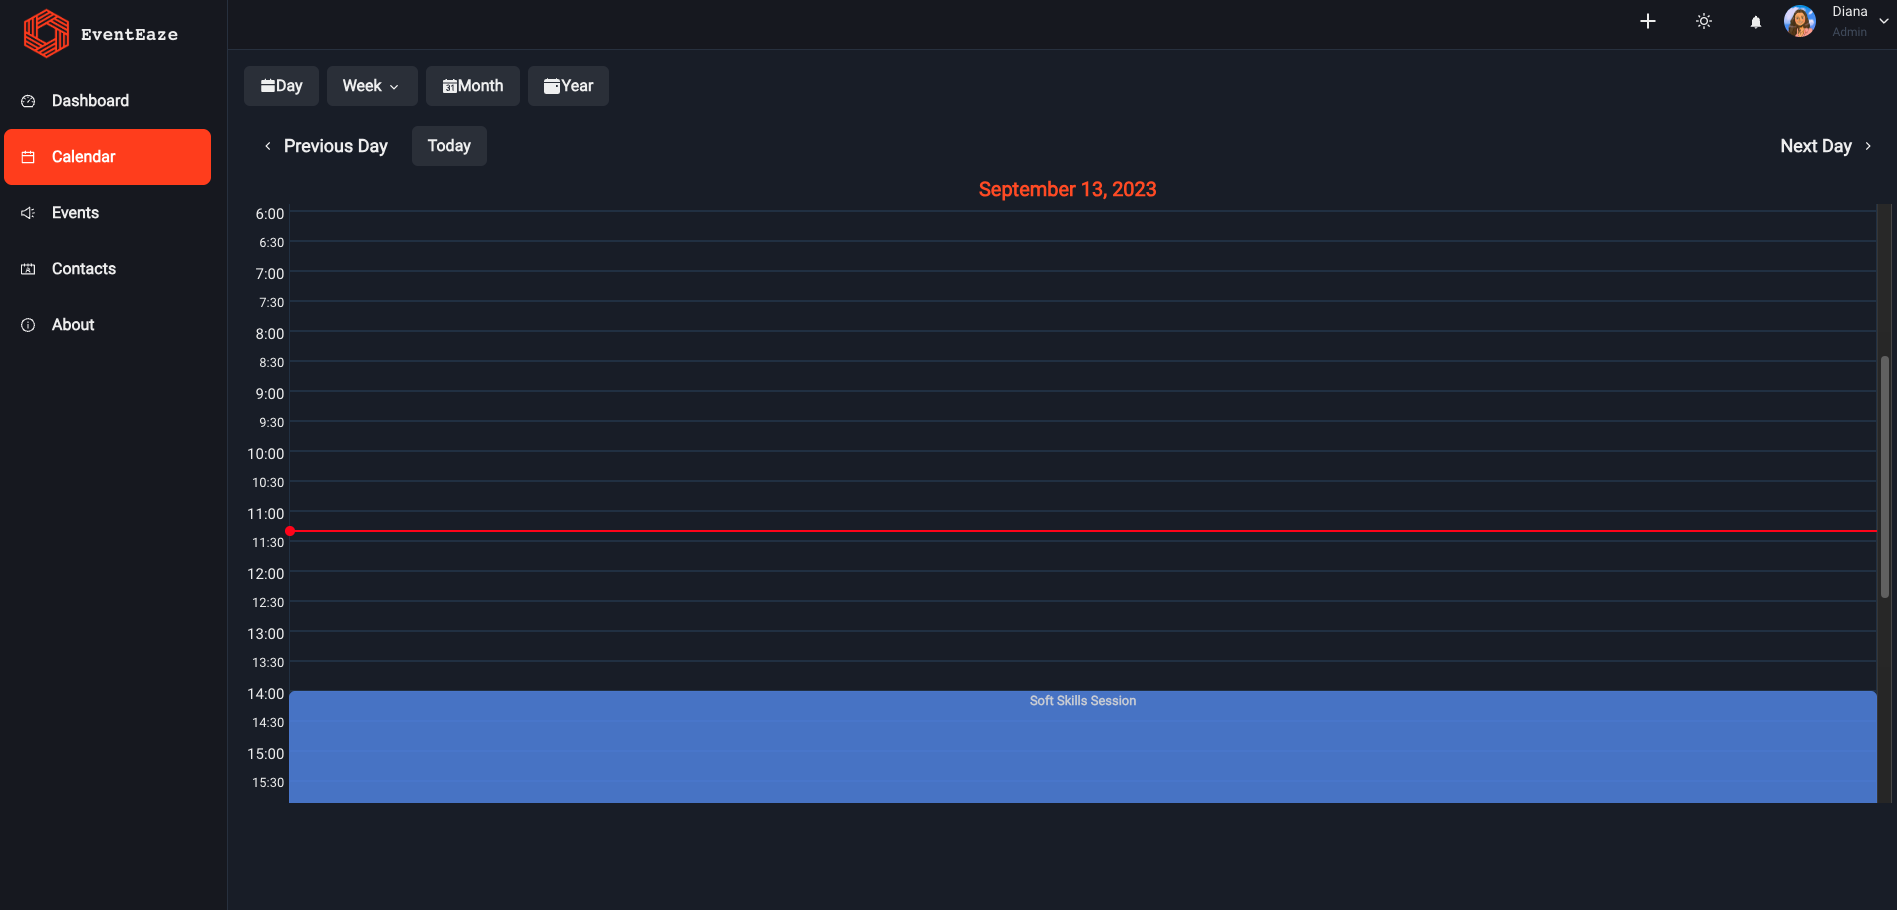 EventEaze
Diana
Admin
Dashboard
Calendar
Events
Contacts
About
Day
Week
31 Month
Year
Previous Day
Today
Next Day
September 13, 2023
6:00
6:30
7:00
7:30
8:00
8:30
9:00
9:30
10:00
10:30
11:00
11:30
12:00
12:30
13:00
13:30
14:00
Soft Skills Session
14:30
15:00
15:30